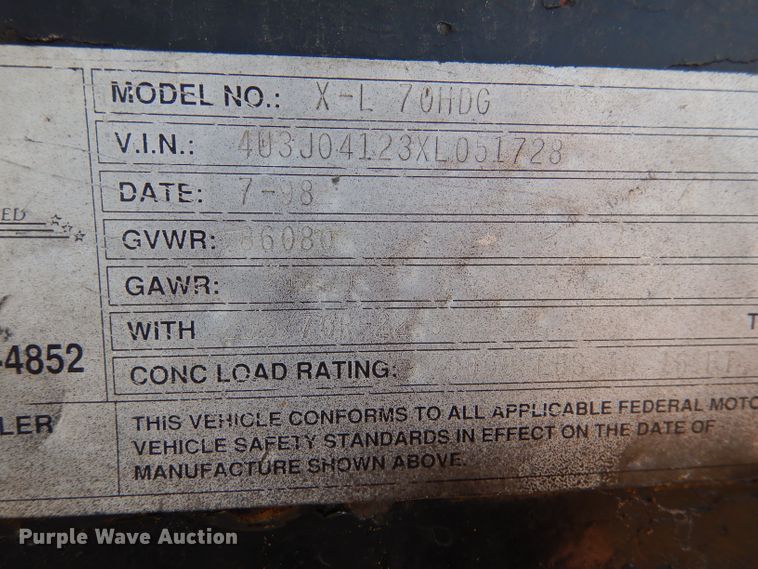 MODEL NO.: X-L 70HDG
V.I.N.: 4U3J04123XL051728
DATE: 7-98
GVWR: 86080
GAWR:
WITH
CONC LOAD RATING:
ED
-4852
LER
THIS VEHICLE CONFORMS TO ALL APPLICABLE FEDERAL MOTO
VEHICLE SAFETY STANDARDS IN EFFECT ON THE DATE OF
MANUFACTURE SHOWN ABOVE.
Purple Wave Auction